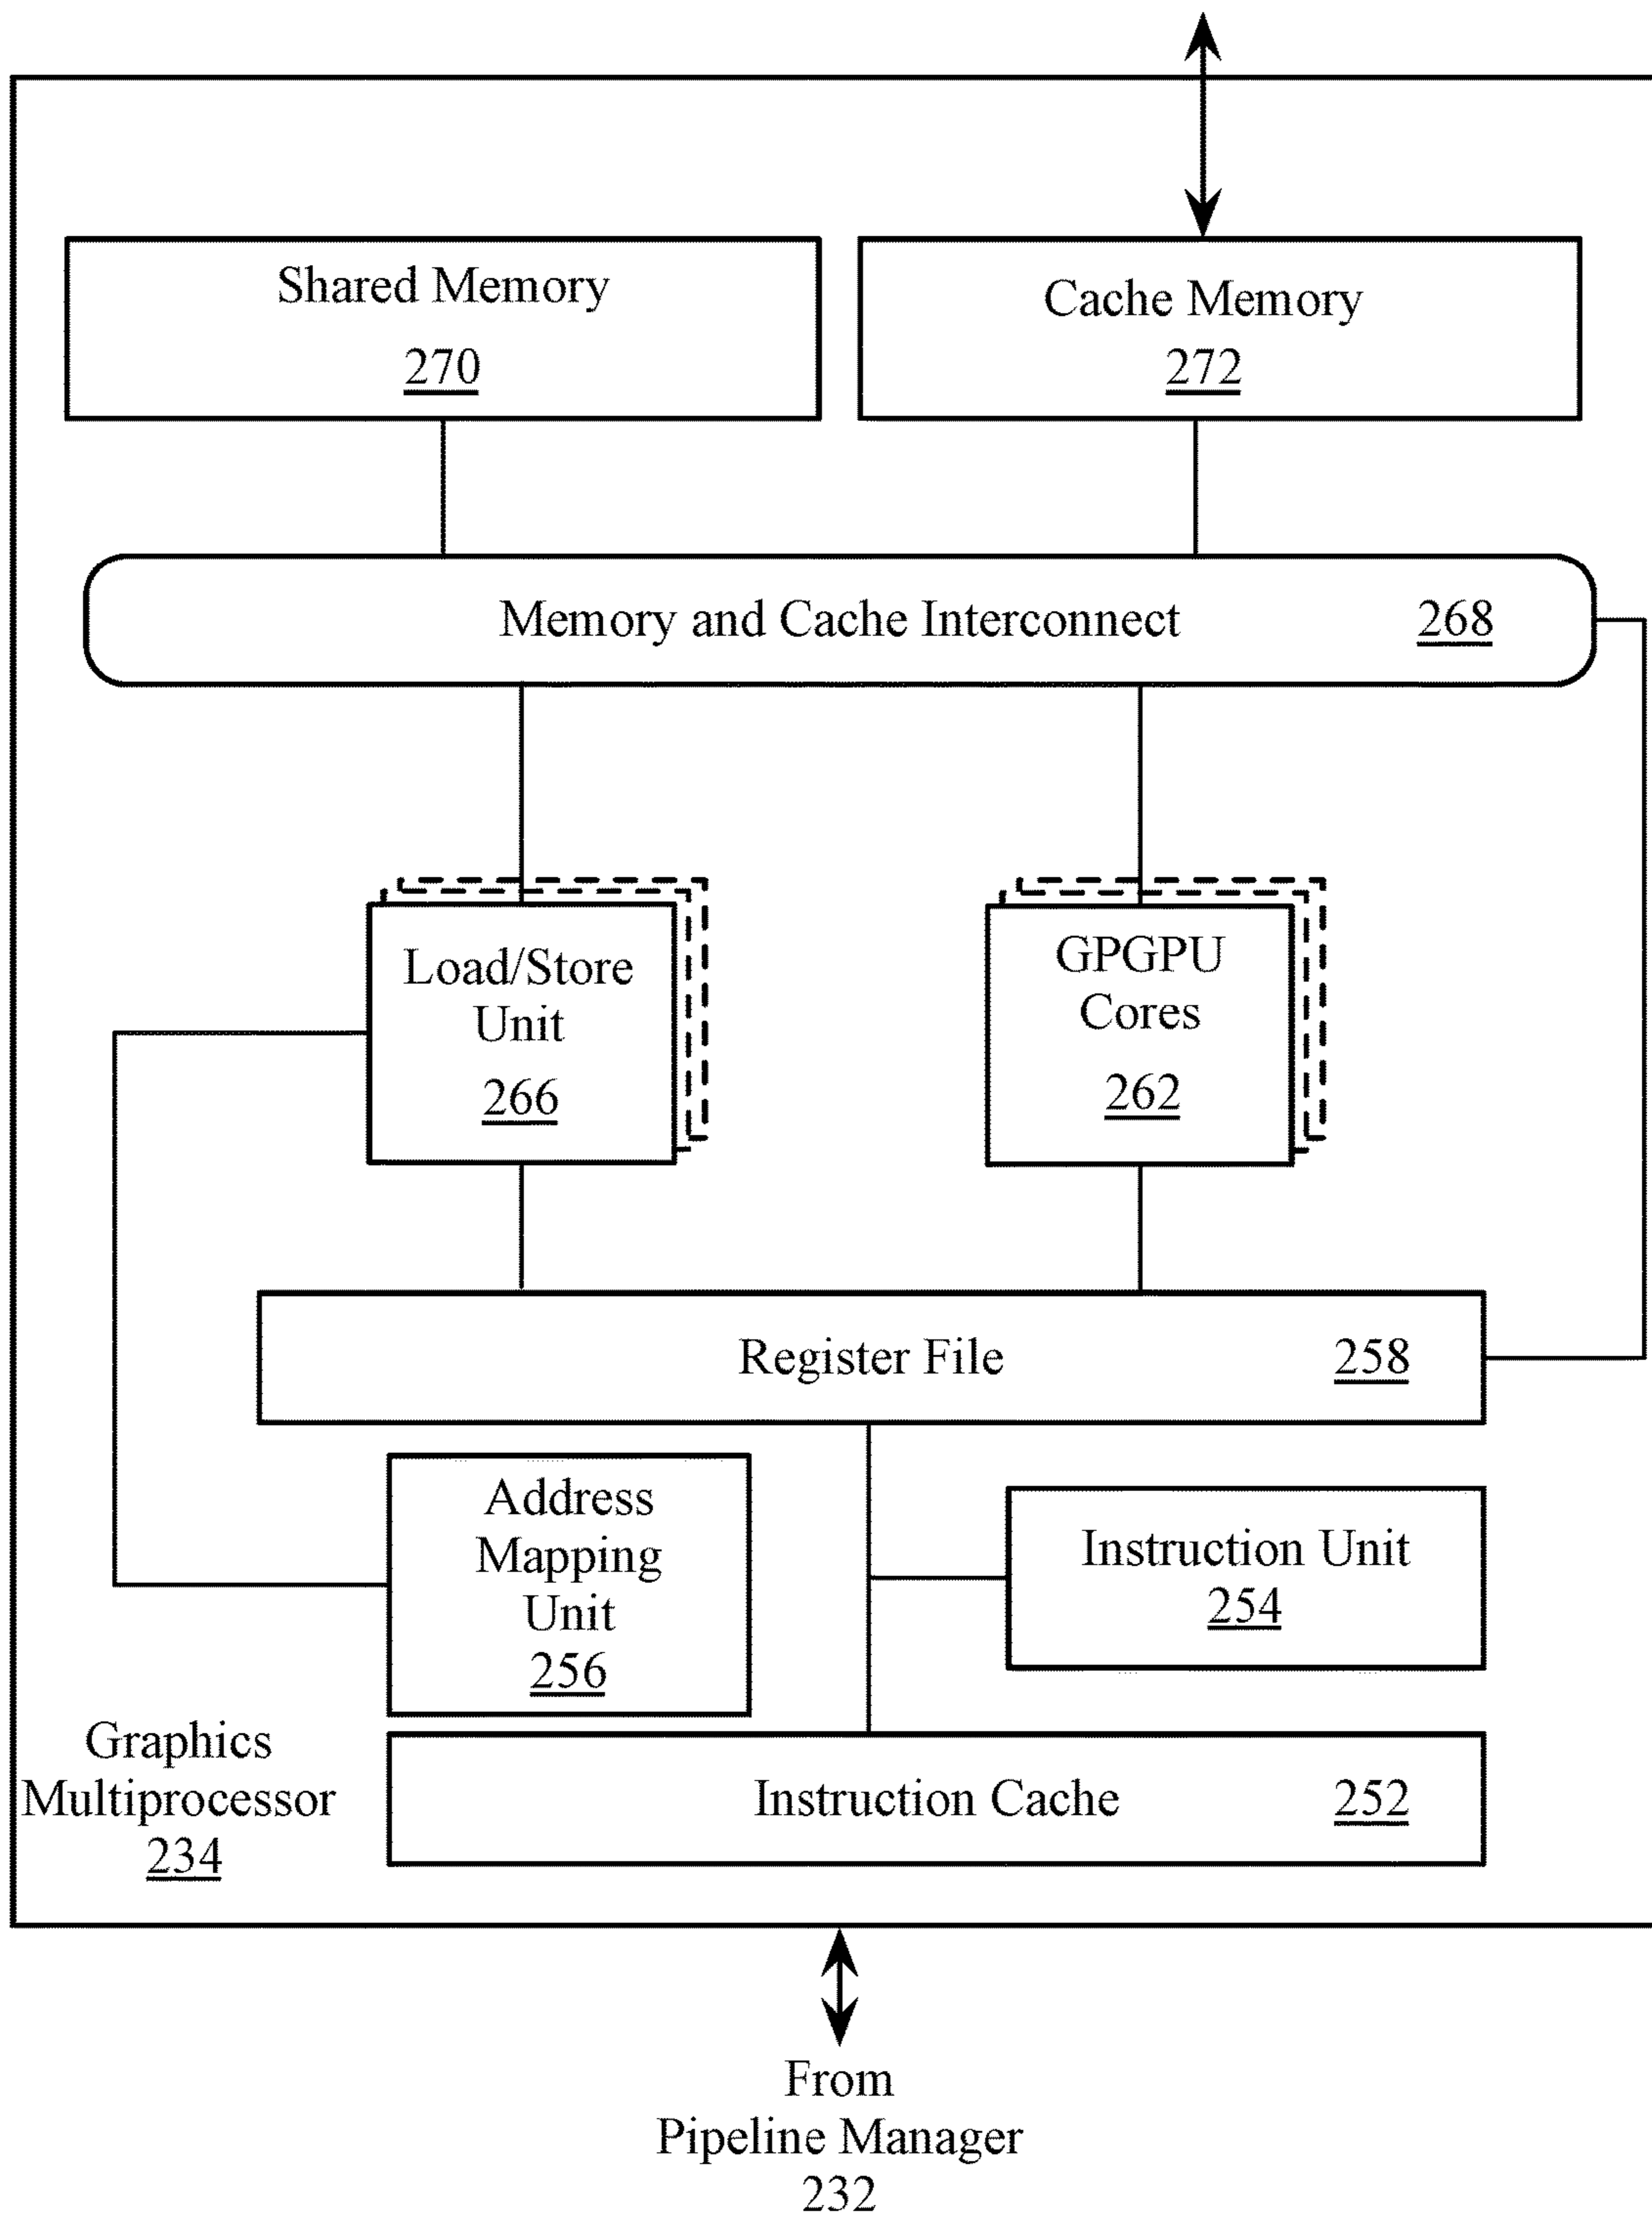 Shared Memory
270
Cache Memory
272
Memory and Cache Interconnect 268
Load/Store
Unit
266
GPGPU
Cores
262
Register File 258
Address
Mapping
Unit
256
Instruction Unit
254
Graphics
Multiprocessor
234
Instruction Cache 252
From
Pipeline Manager
232